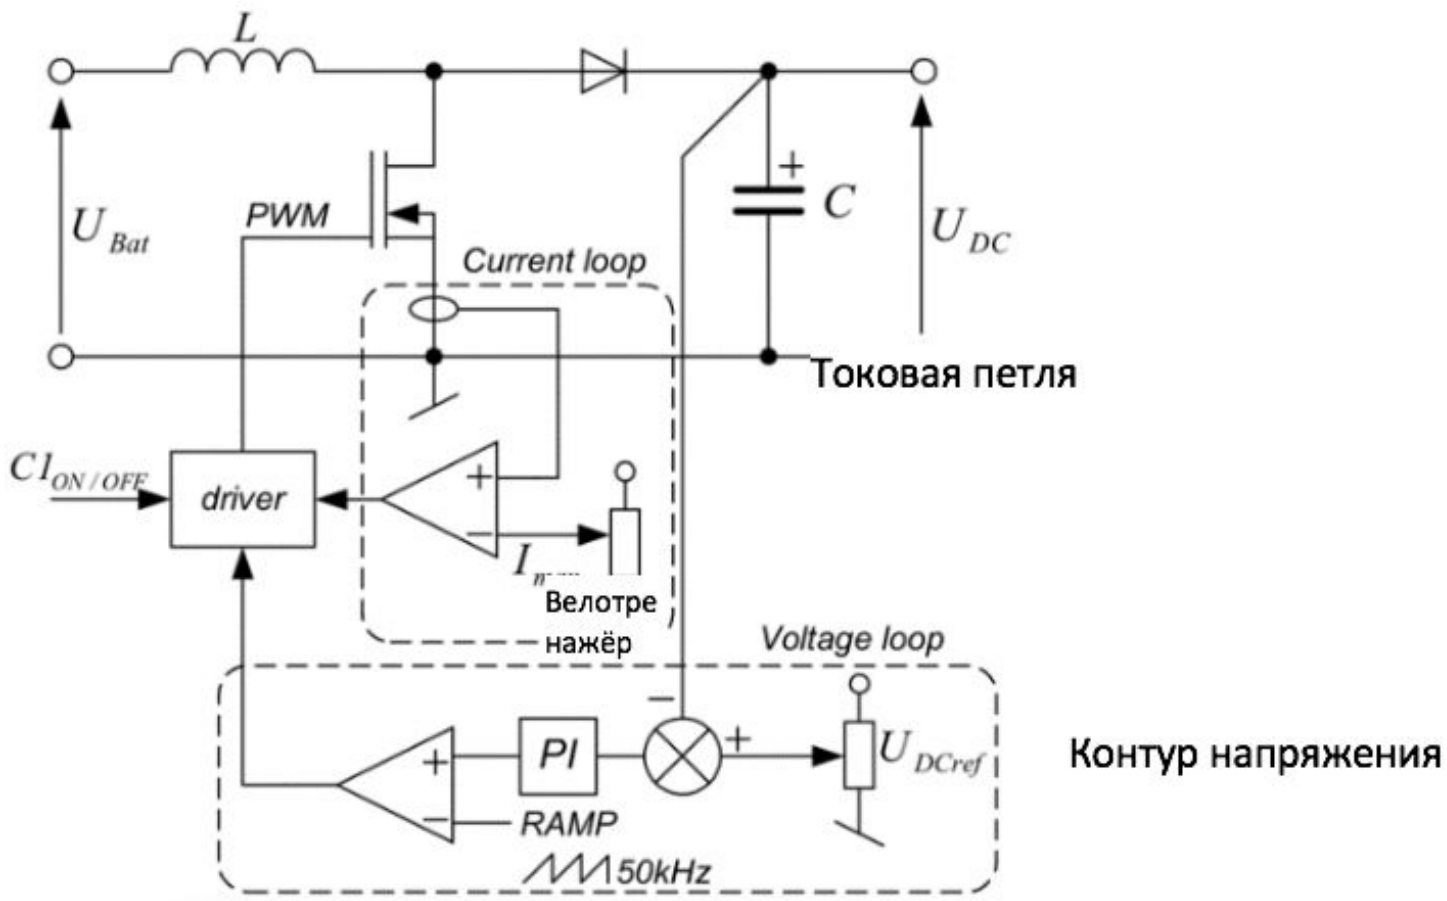 L
U Bat
PWM
+
C
U DC
Current loop
Токовая петля
C1 ON / OFF
driver
+
−
I
Велотре
нажёр
Voltage loop
−
+
PI
+
U DCref
Контур напряжения
−
RAMP
50kHz